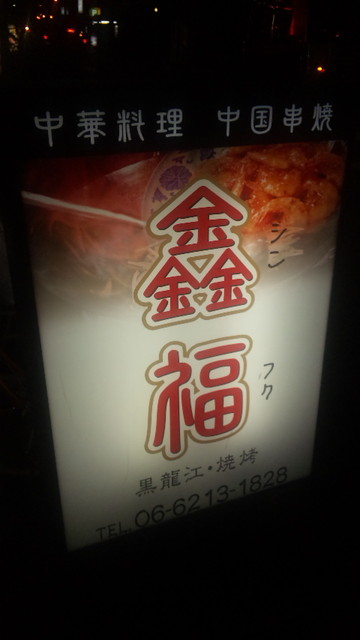 中華料理 中国串焼
鑫
シン
福
フク
黒龍江・焼烤
TEL.06-6213-1828